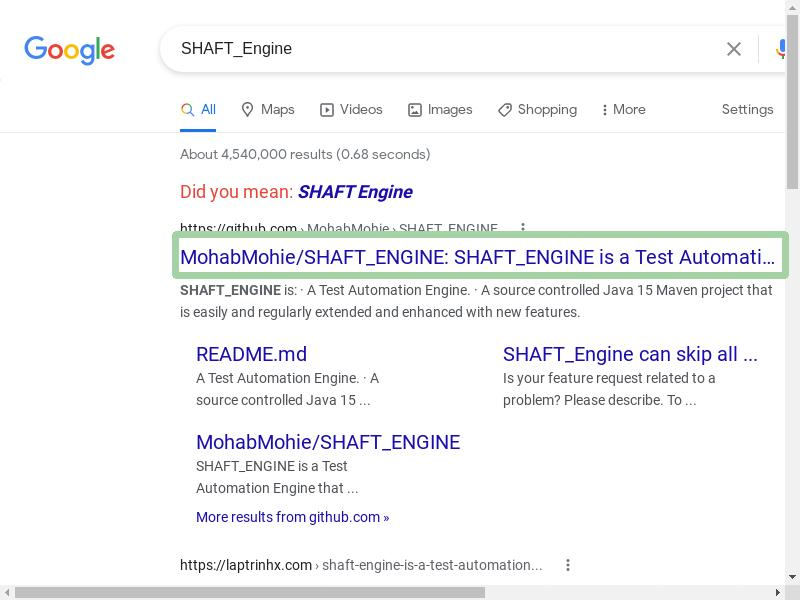 Google
SHAFT_Engine
All
Maps
Videos
Images
Shopping
More
Settings
About 4,540,000 results (0.68 seconds)
Did you mean: SHAFT Engine
https://github.com › MohabMohie › SHAFT_ENGINE
MohabMohie/SHAFT_ENGINE: SHAFT_ENGINE is a Test Automati...
SHAFT_ENGINE is: · A Test Automation Engine. · A source controlled Java 15 Maven project that
is easily and regularly extended and enhanced with new features.
README.md
A Test Automation Engine. · A
source controlled Java 15 ...
SHAFT_Engine can skip all ...
Is your feature request related to a
problem? Please describe. To ...
MohabMohie/SHAFT_ENGINE
SHAFT_ENGINE is a Test
Automation Engine that ...
More results from github.com »
https://laptrinhx.com › shaft-engine-is-a-test-automation...